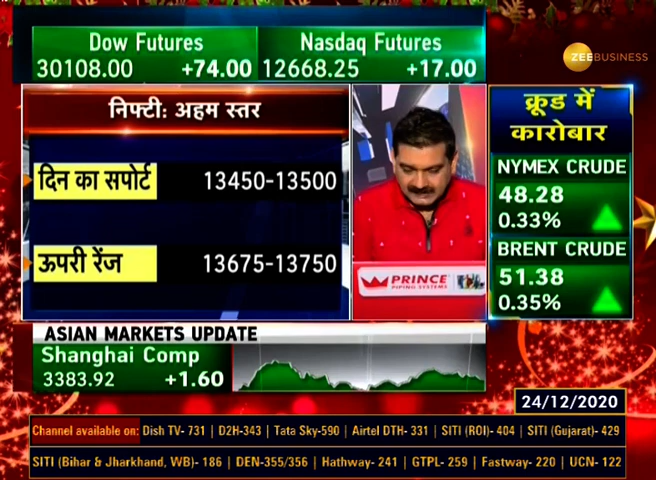 Dow Futures
30108.00 +74.00
Nasdaq Futures
12668.25 +17.00
ZEEBUSINESS
निफ्टी: अहम स्तर
दिन का सपोर्ट 13450-13500
ऊपरी रेंज 13675-13750
PRINCE
PIPING SYSTEMS
क्रूड में
कारोबार
NYMEX CRUDE
48.28
0.33%
BRENT CRUDE
51.38
0.35%
ASIAN MARKETS UPDATE
Shanghai Comp
3383.92 +1.60
24/12/2020
Channel available on: Dish TV- 731 | D2H-343 | Tata Sky-590 | Airtel DTH- 331 | SITI (ROI)- 404 | SITI (Gujarat)- 429
SITI (Bihar & Jharkhand, WB)- 186 | DEN-355/356 | Hathway- 241 | GTPL- 259 | Fastway- 220 | UCN- 122